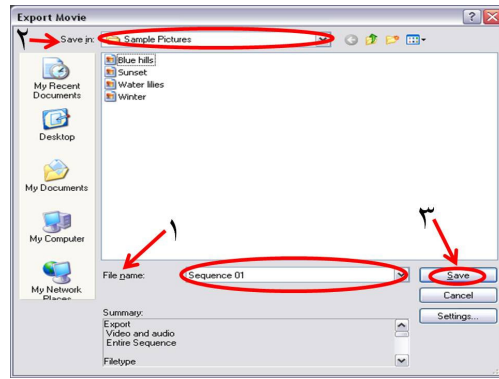 Export Movie
٢
Save in: Sample Pictures
My Recent Documents
Desktop
My Documents
My Computer
My Network Places
Blue hills
Sunset
Water lilies
Winter
١
٣
File name: Sequence 01
Save
Cancel
Settings...
Summary:
Export
Video and audio
Entire Sequence
Filetype